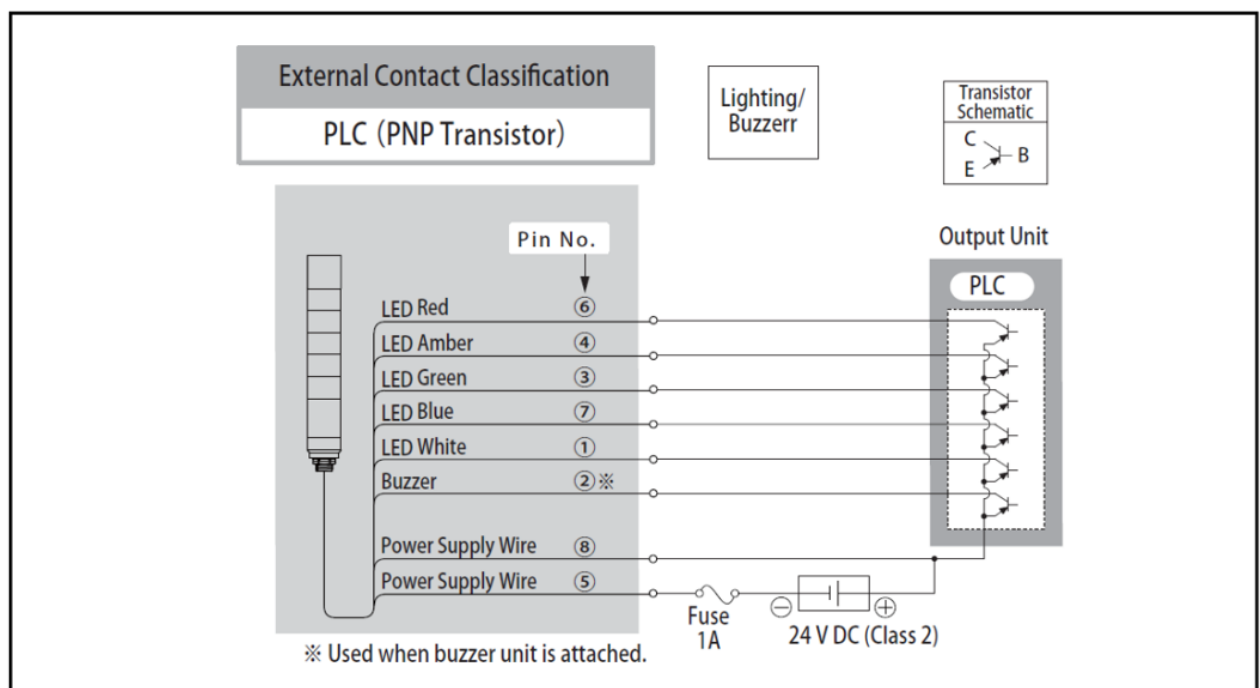 External Contact Classification
PLC (PNP Transistor)
Lighting/
Buzzerr
Transistor
Schematic
C
B
E
Pin No.
Output Unit
PLC
LED Red ⑥
LED Amber ④
LED Green ③
LED Blue ⑦
LED White ①
Buzzer ②※
Power Supply Wire ⑧
Power Supply Wire ⑤
Fuse
1A
⊖ ⊕
24 V DC (Class 2)
※ Used when buzzer unit is attached.